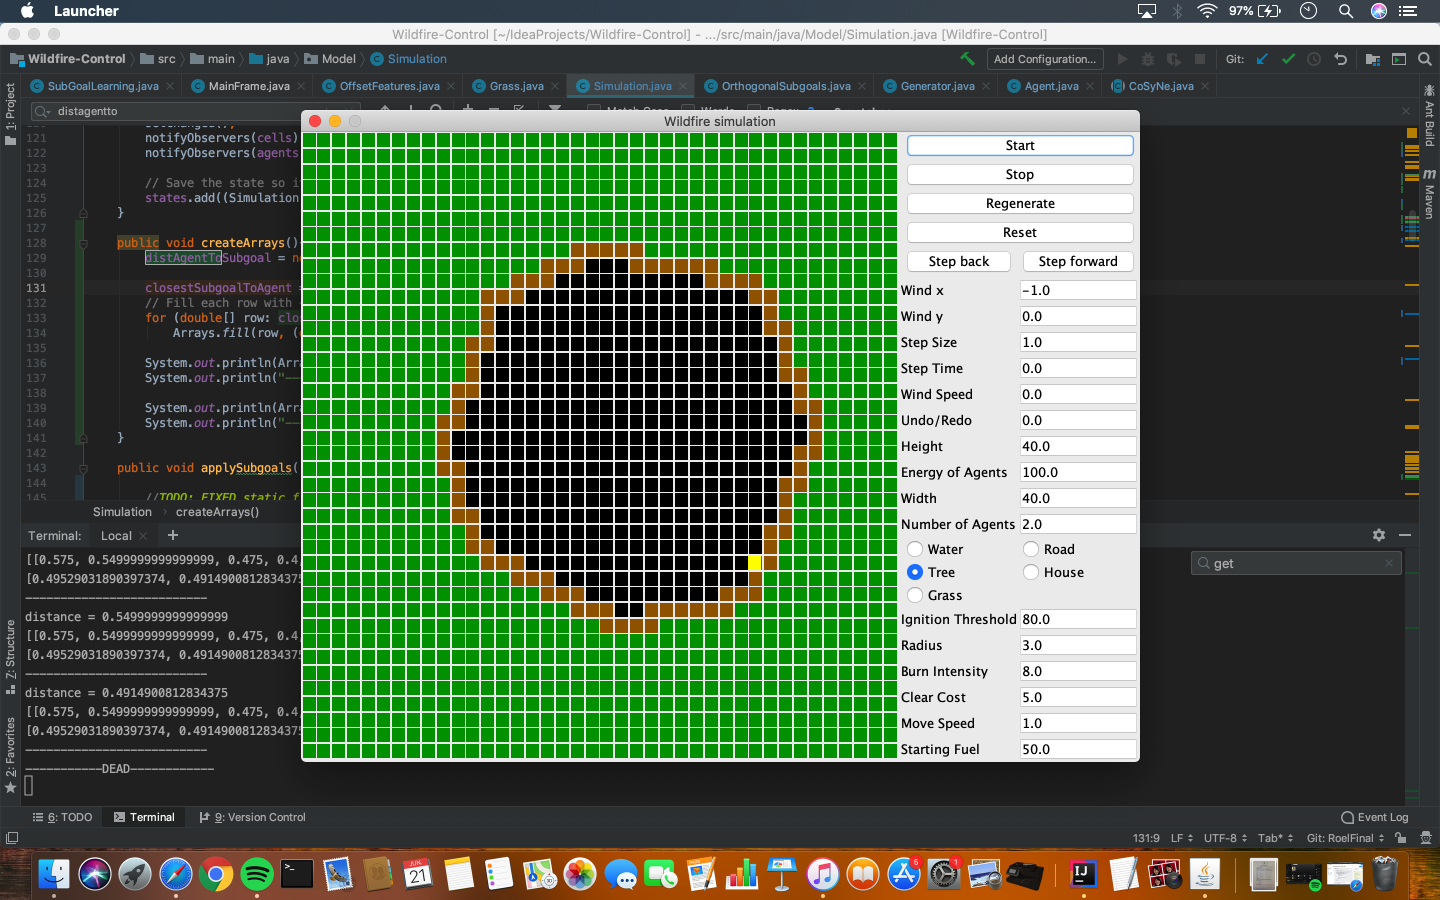 Launcher
97%
Wildfire-Control [~/IdeaProjects/Wildfire-Control] - .../src/main/java/Model/Simulation.java [Wildfire-Control]
Wildfire-Control src main java Model Simulation
Add Configuration... Git:
SubGoalLearning.java MainFrame.java OffsetFeatures.java Grass.java Simulation.java OrthogonalSubgoals.java Generator.java Agent.java CoSyNe.java
distagentto
1: Project
Ant Build
Maven
Z: Structure
2: Favorites
121
122 notifyObservers(cells)
notifyObservers(agents
123
124 // Save the state so i
125 states.add((Simulation
126 }
127
128 public void createArrays()
129 distAgentToSubgoal = n
130
131 closestSubgoalToAgent =
132 // Fill each row with
133 for (double[] row: clo
134 Arrays.fill(row, (
135
136 System.out.println(Arr
137 System.out.println("——
138
139 System.out.println(Arr
140 System.out.println("——
141 }
142
143 public void applySubgoals(
144
145 //TODO: FIXED static f
Simulation createArrays()
Wildfire simulation
Start
Stop
Regenerate
Reset
Step back Step forward
Wind x -1.0
Wind y 0.0
Step Size 1.0
Step Time 0.0
Wind Speed 0.0
Undo/Redo 0.0
Height 40.0
Energy of Agents 100.0
Width 40.0
Number of Agents 2.0
Water Road
Tree House
Grass
Ignition Threshold 80.0
Radius 3.0
Burn Intensity 8.0
Clear Cost 5.0
Move Speed 1.0
Starting Fuel 50.0
Terminal: Local +
[[0.575, 0.5499999999999999, 0.475, 0.4
[0.49529031890397374, 0.4914900812834375
——————————————————————————
distance = 0.5499999999999999
[[0.575, 0.5499999999999999, 0.475, 0.4
[0.49529031890397374, 0.4914900812834375
——————————————————————————
distance = 0.4914900812834375
[[0.575, 0.5499999999999999, 0.475, 0.4
[0.49529031890397374, 0.4914900812834375
——————————————————————————
———————————DEAD————————————
get
6: TODO Terminal 9: Version Control Event Log
131:9 LF UTF-8 Tab* Git: RoelFinal
JUN
21
5
1
IJ